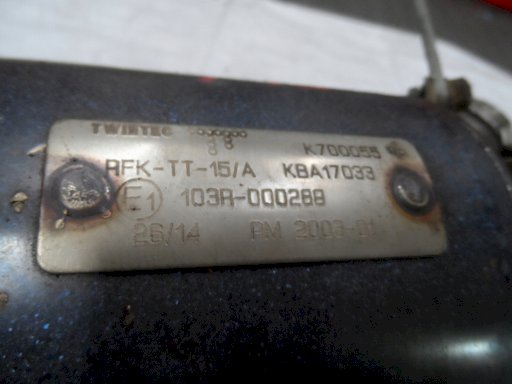 TWINTEC K700055
RFK-TT-15/A KBA17033
E1 103R-000288
26/14 PM 2003-01